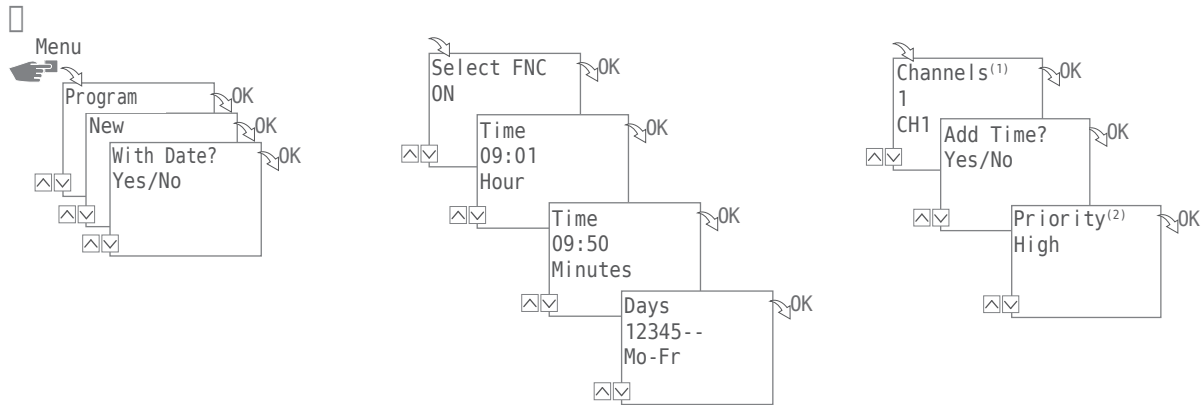 Menu
Program
OK
New
OK
With Date?
OK
Yes/No
Select FNC
OK
ON
Time
OK
09:01
Hour
Time
OK
09:50
Minutes
Days
OK
12345--
Mo-Fr
Channels(1)
OK
1
CH1
Add Time?
OK
Yes/No
Priority(2)
OK
High